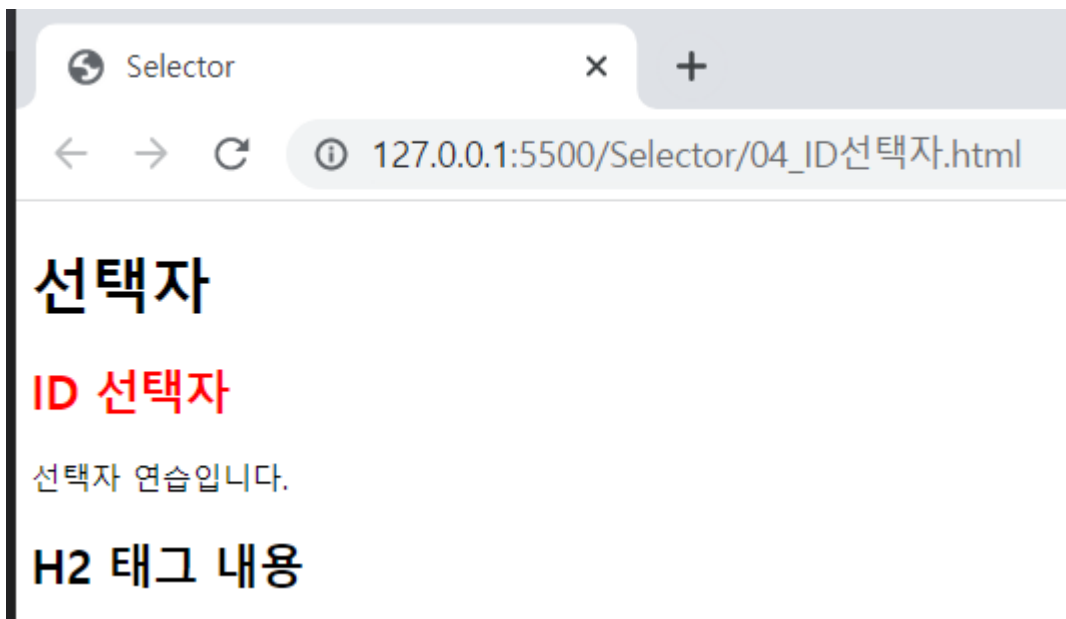 Selector
127.0.0.1:5500/Selector/04_ID선택자.html
선택자
ID 선택자
선택자 연습입니다.
H2 태그 내용